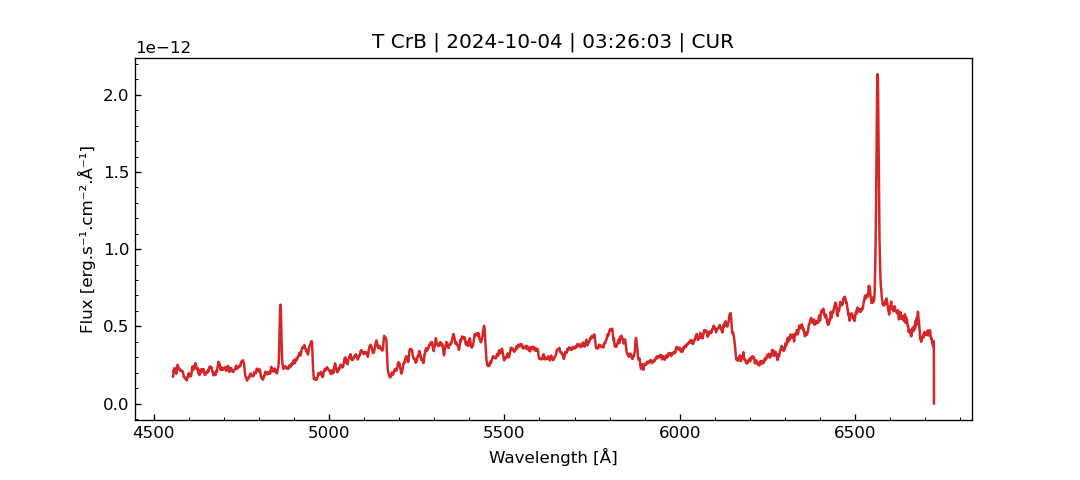 T CrB | 2024-10-04 | 03:26:03 | CUR
1e−12
2.0
1.5
1.0
0.5
0.0
Flux [erg.s⁻¹.cm⁻².Å⁻¹]
4500 5000 5500 6000 6500
Wavelength [Å]